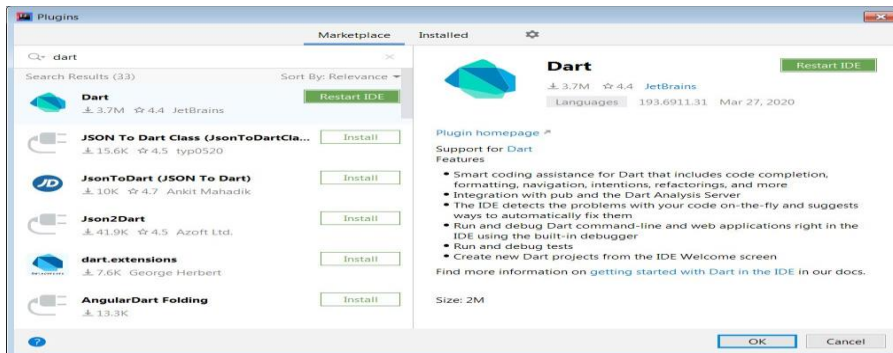 Plugins
Marketplace Installed
dart
Search Results (33) Sort By: Relevance
Dart Restart IDE
3.7M 4.4 JetBrains
JSON To Dart Class (JsonToDartCla... Install
15.6K 4.5 typ0520
JD
JsonToDart (JSON To Dart) Install
10K 4.7 Ankit Mahadik
Json2Dart Install
41.9K 4.5 Azoft Ltd.
dart.extensions Install
7.6K George Herbert
AngularDart Folding Install
13.3K
Dart Restart IDE
3.7M 4.4 JetBrains
Languages 193.6911.31 Mar 27, 2020
Plugin homepage
Support for Dart
Features
• Smart coding assistance for Dart that includes code completion,
formatting, navigation, intentions, refactorings, and more
• Integration with pub and the Dart Analysis Server
• The IDE detects the problems with your code on-the-fly and suggests
ways to automatically fix them
• Run and debug Dart command-line and web applications right in the
IDE using the built-in debugger
• Run and debug tests
• Create new Dart projects from the IDE Welcome screen
Find more information on getting started with Dart in the IDE in our docs.
Size: 2M
? OK Cancel